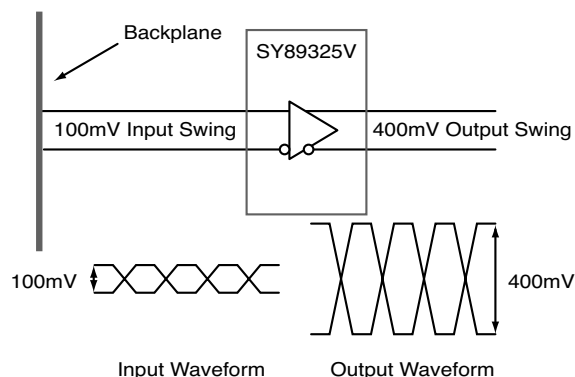 Backplane
SY89325V
100mV Input Swing
400mV Output Swing
100mV
400mV
Input Waveform
Output Waveform